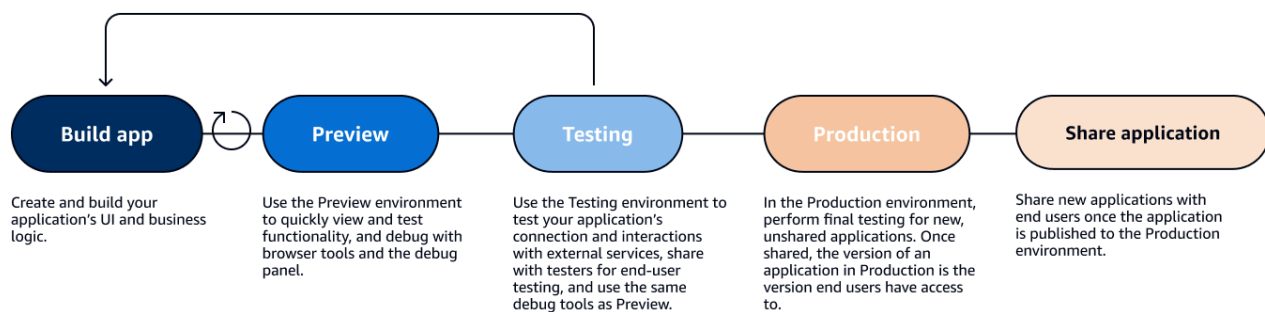 Build app
Preview
Testing
Production
Share application
Create and build your
application’s UI and business
logic.
Use the Preview environment
to quickly view and test
functionality, and debug with
browser tools and the debug
panel.
Use the Testing environment to
test your application’s
connection and interactions
with external services, share
with testers for end-user
testing, and use the same
debug tools as Preview.
In the Production environment,
perform final testing for new,
unshared applications. Once
shared, the version of an
application in Production is the
version end users have access
to.
Share new applications with
end users once the application
is published to the Production
environment.